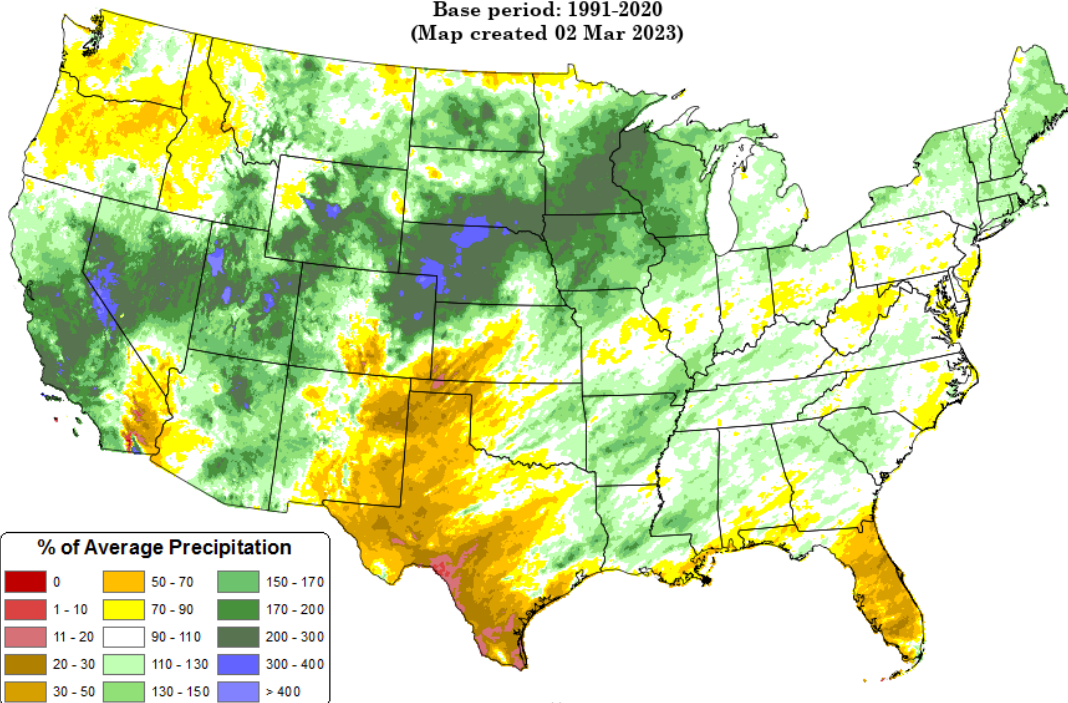 Base period: 1991-2020
(Map created 02 Mar 2023)
% of Average Precipitation
0
1 - 10
11 - 20
20 - 30
30 - 50
50 - 70
70 - 90
90 - 110
110 - 130
130 - 150
150 - 170
170 - 200
200 - 300
300 - 400
> 400